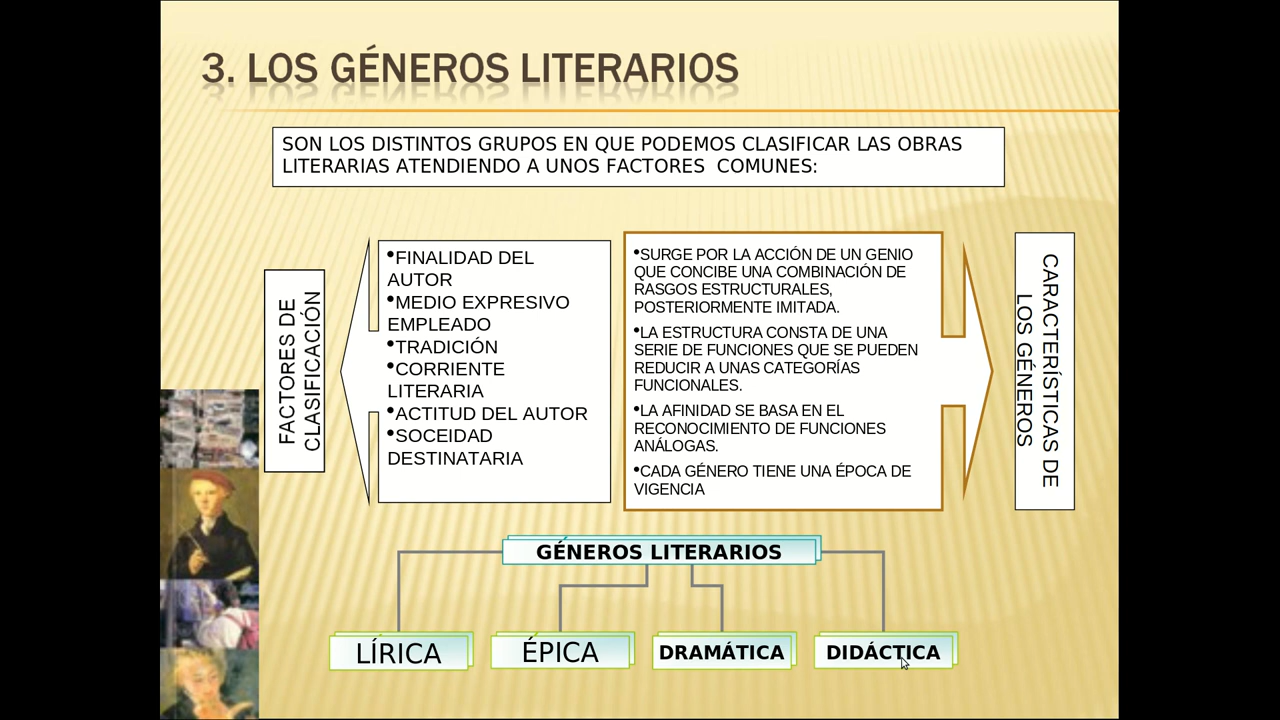 3. LOS GÉNEROS LITERARIOS
SON LOS DISTINTOS GRUPOS EN QUE PODEMOS CLASIFICAR LAS OBRAS
LITERARIAS ATENDIENDO A UNOS FACTORES COMUNES:
FACTORES DE
CLASIFICACIÓN
•FINALIDAD DEL
AUTOR
•MEDIO EXPRESIVO
EMPLEADO
•TRADICIÓN
•CORRIENTE
LITERARIA
•ACTITUD DEL AUTOR
•SOCEIDAD
DESTINATARIA
•SURGE POR LA ACCIÓN DE UN GENIO
QUE CONCIBE UNA COMBINACIÓN DE
RASGOS ESTRUCTURALES,
POSTERIORMENTE IMITADA.
•LA ESTRUCTURA CONSTA DE UNA
SERIE DE FUNCIONES QUE SE PUEDEN
REDUCIR A UNAS CATEGORÍAS
FUNCIONALES.
•LA AFINIDAD SE BASA EN EL
RECONOCIMIENTO DE FUNCIONES
ANÁLOGAS.
•CADA GÉNERO TIENE UNA ÉPOCA DE
VIGENCIA
CARACTERÍSTICAS DE
LOS GÉNEROS
GÉNEROS LITERARIOS
LÍRICA
ÉPICA
DRAMÁTICA
DIDÁCTICA